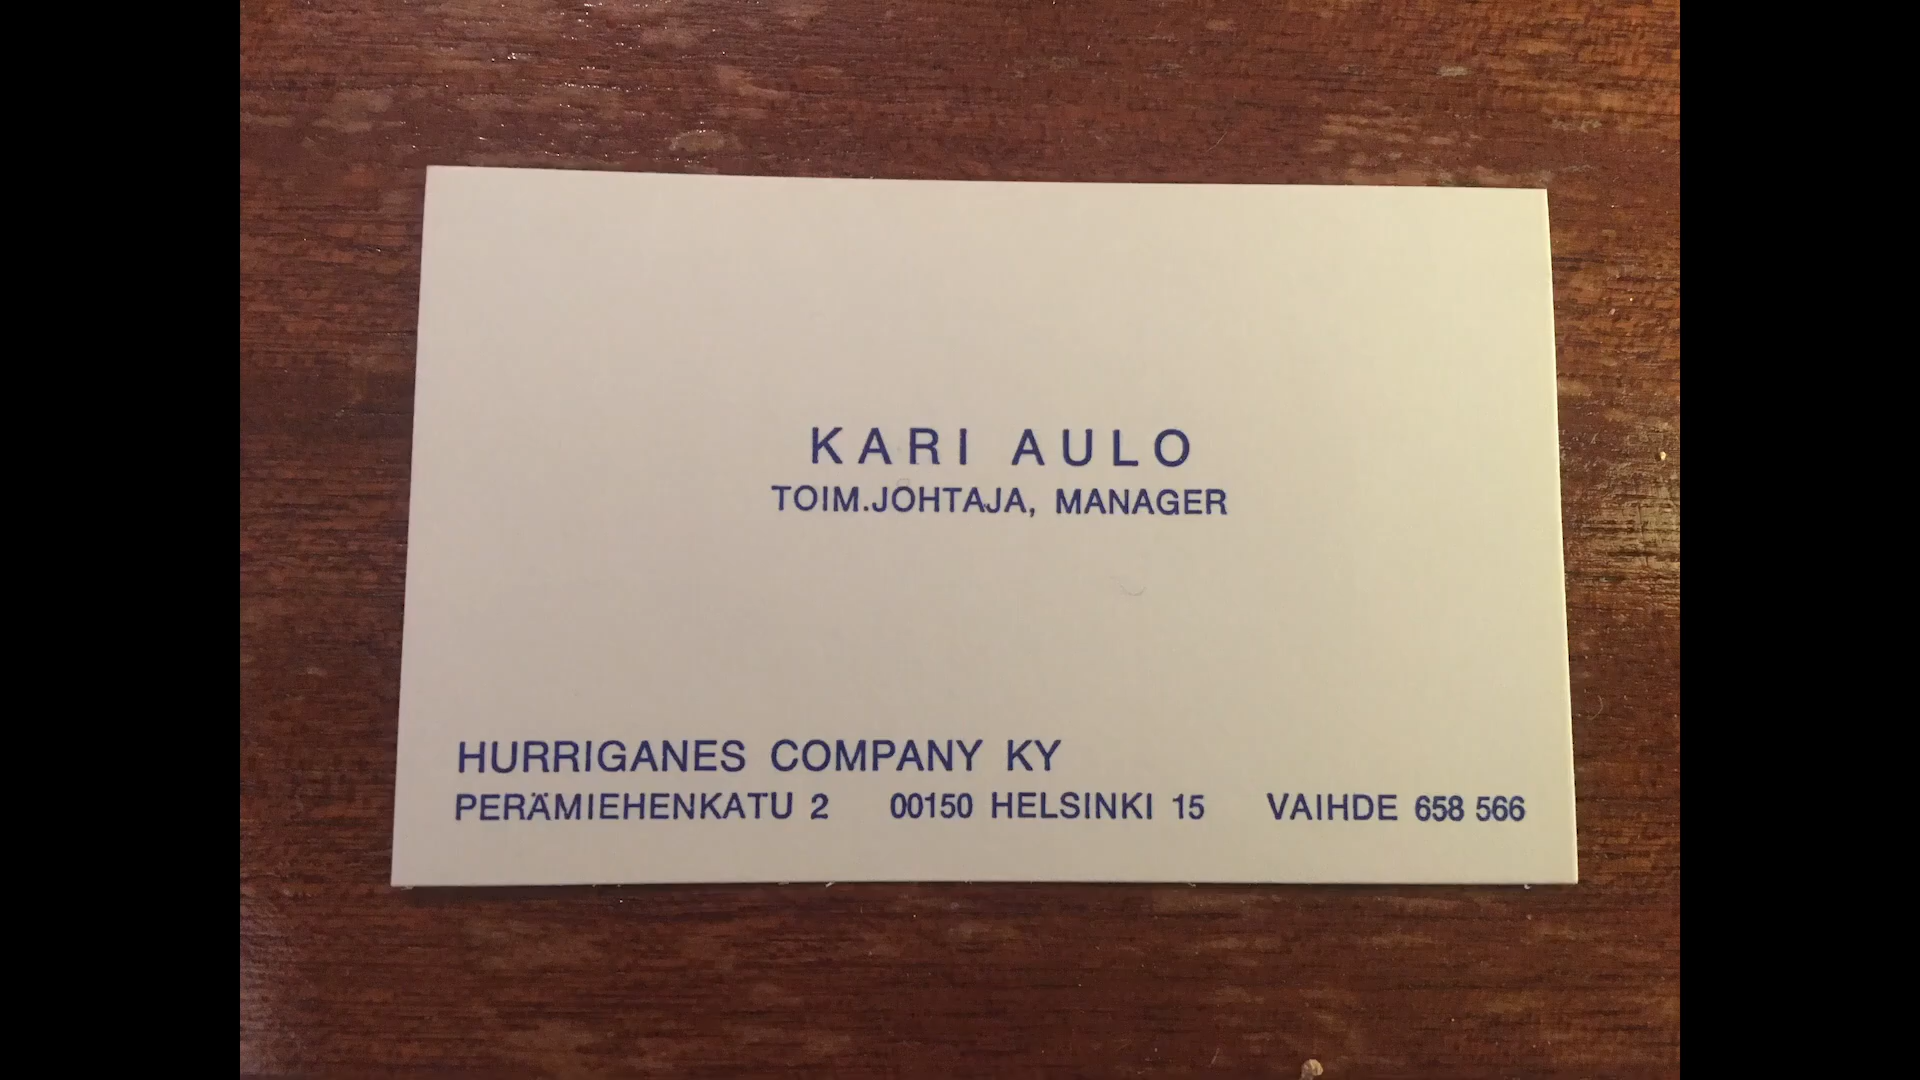 KARI AULO
TOIM.JOHTAJA, MANAGER
HURRIGANES COMPANY KY
PERÄMIEHENKATU 2 00150 HELSINKI 15 VAIHDE 658 566